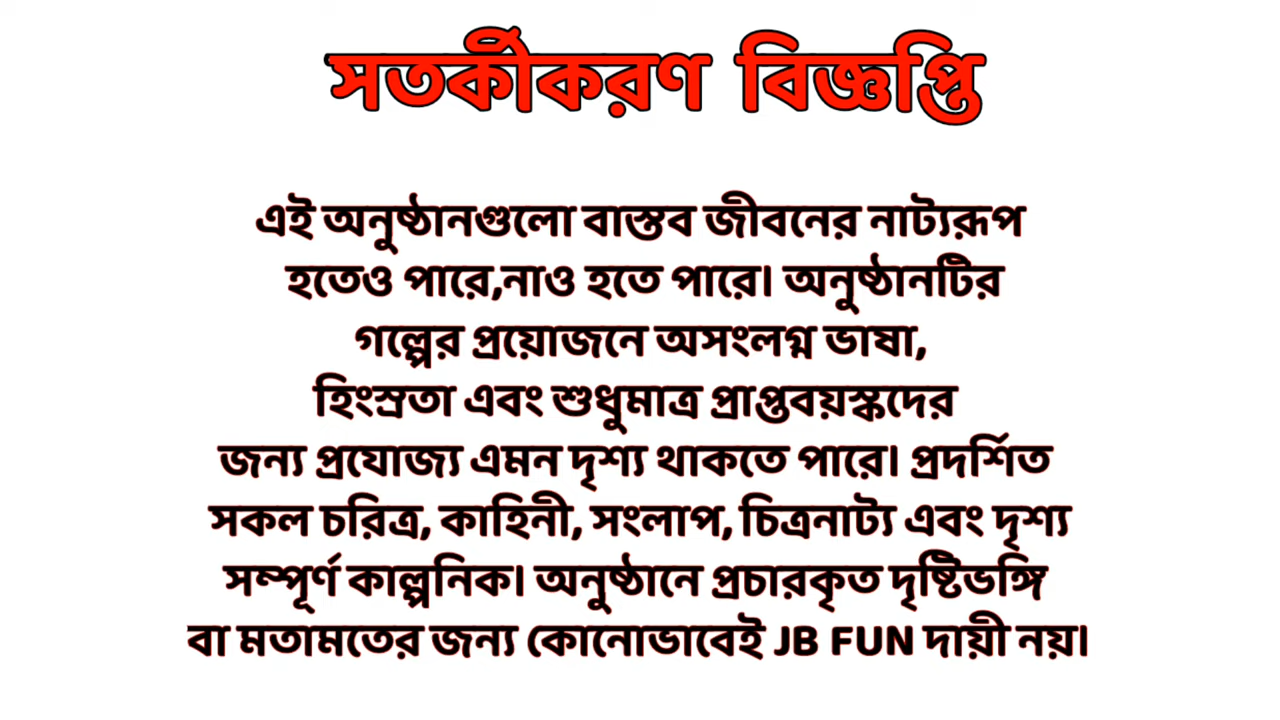 সতর্কীকরণ বিজ্ঞপ্তি
এই অনুষ্ঠানগুলো বাস্তব জীবনের নাট্যরূপ
হতেও পারে,নাও হতে পারে। অনুষ্ঠানটির
গল্পের প্রয়োজনে অসংলগ্ন ভাষা,
হিংস্রতা এবং শুধুমাত্র প্রাপ্তবয়স্কদের
জন্য প্রযোজ্য এমন দৃশ্য থাকতে পারে। প্রদর্শিত
সকল চরিত্র, কাহিনী, সংলাপ, চিত্রনাট্য এবং দৃশ্য
সম্পূর্ণ কাল্পনিক। অনুষ্ঠানে প্রচারকৃত দৃষ্টিভঙ্গি
বা মতামতের জন্য কোনোভাবেই JB FUN দায়ী নয়।